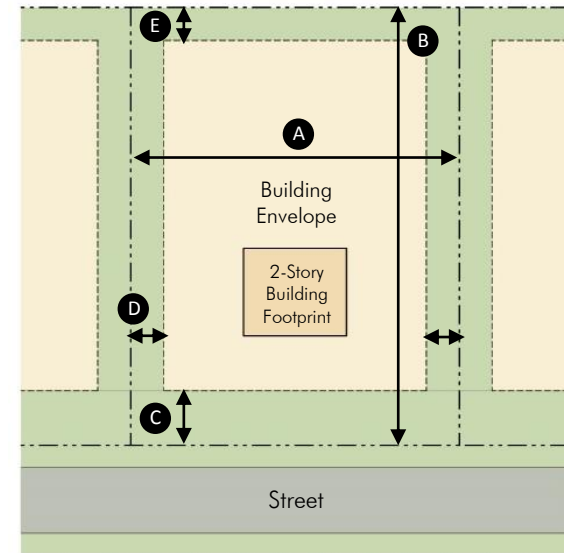 E
B
A
Building
Envelope
2-Story
Building
Footprint
D
C
Street